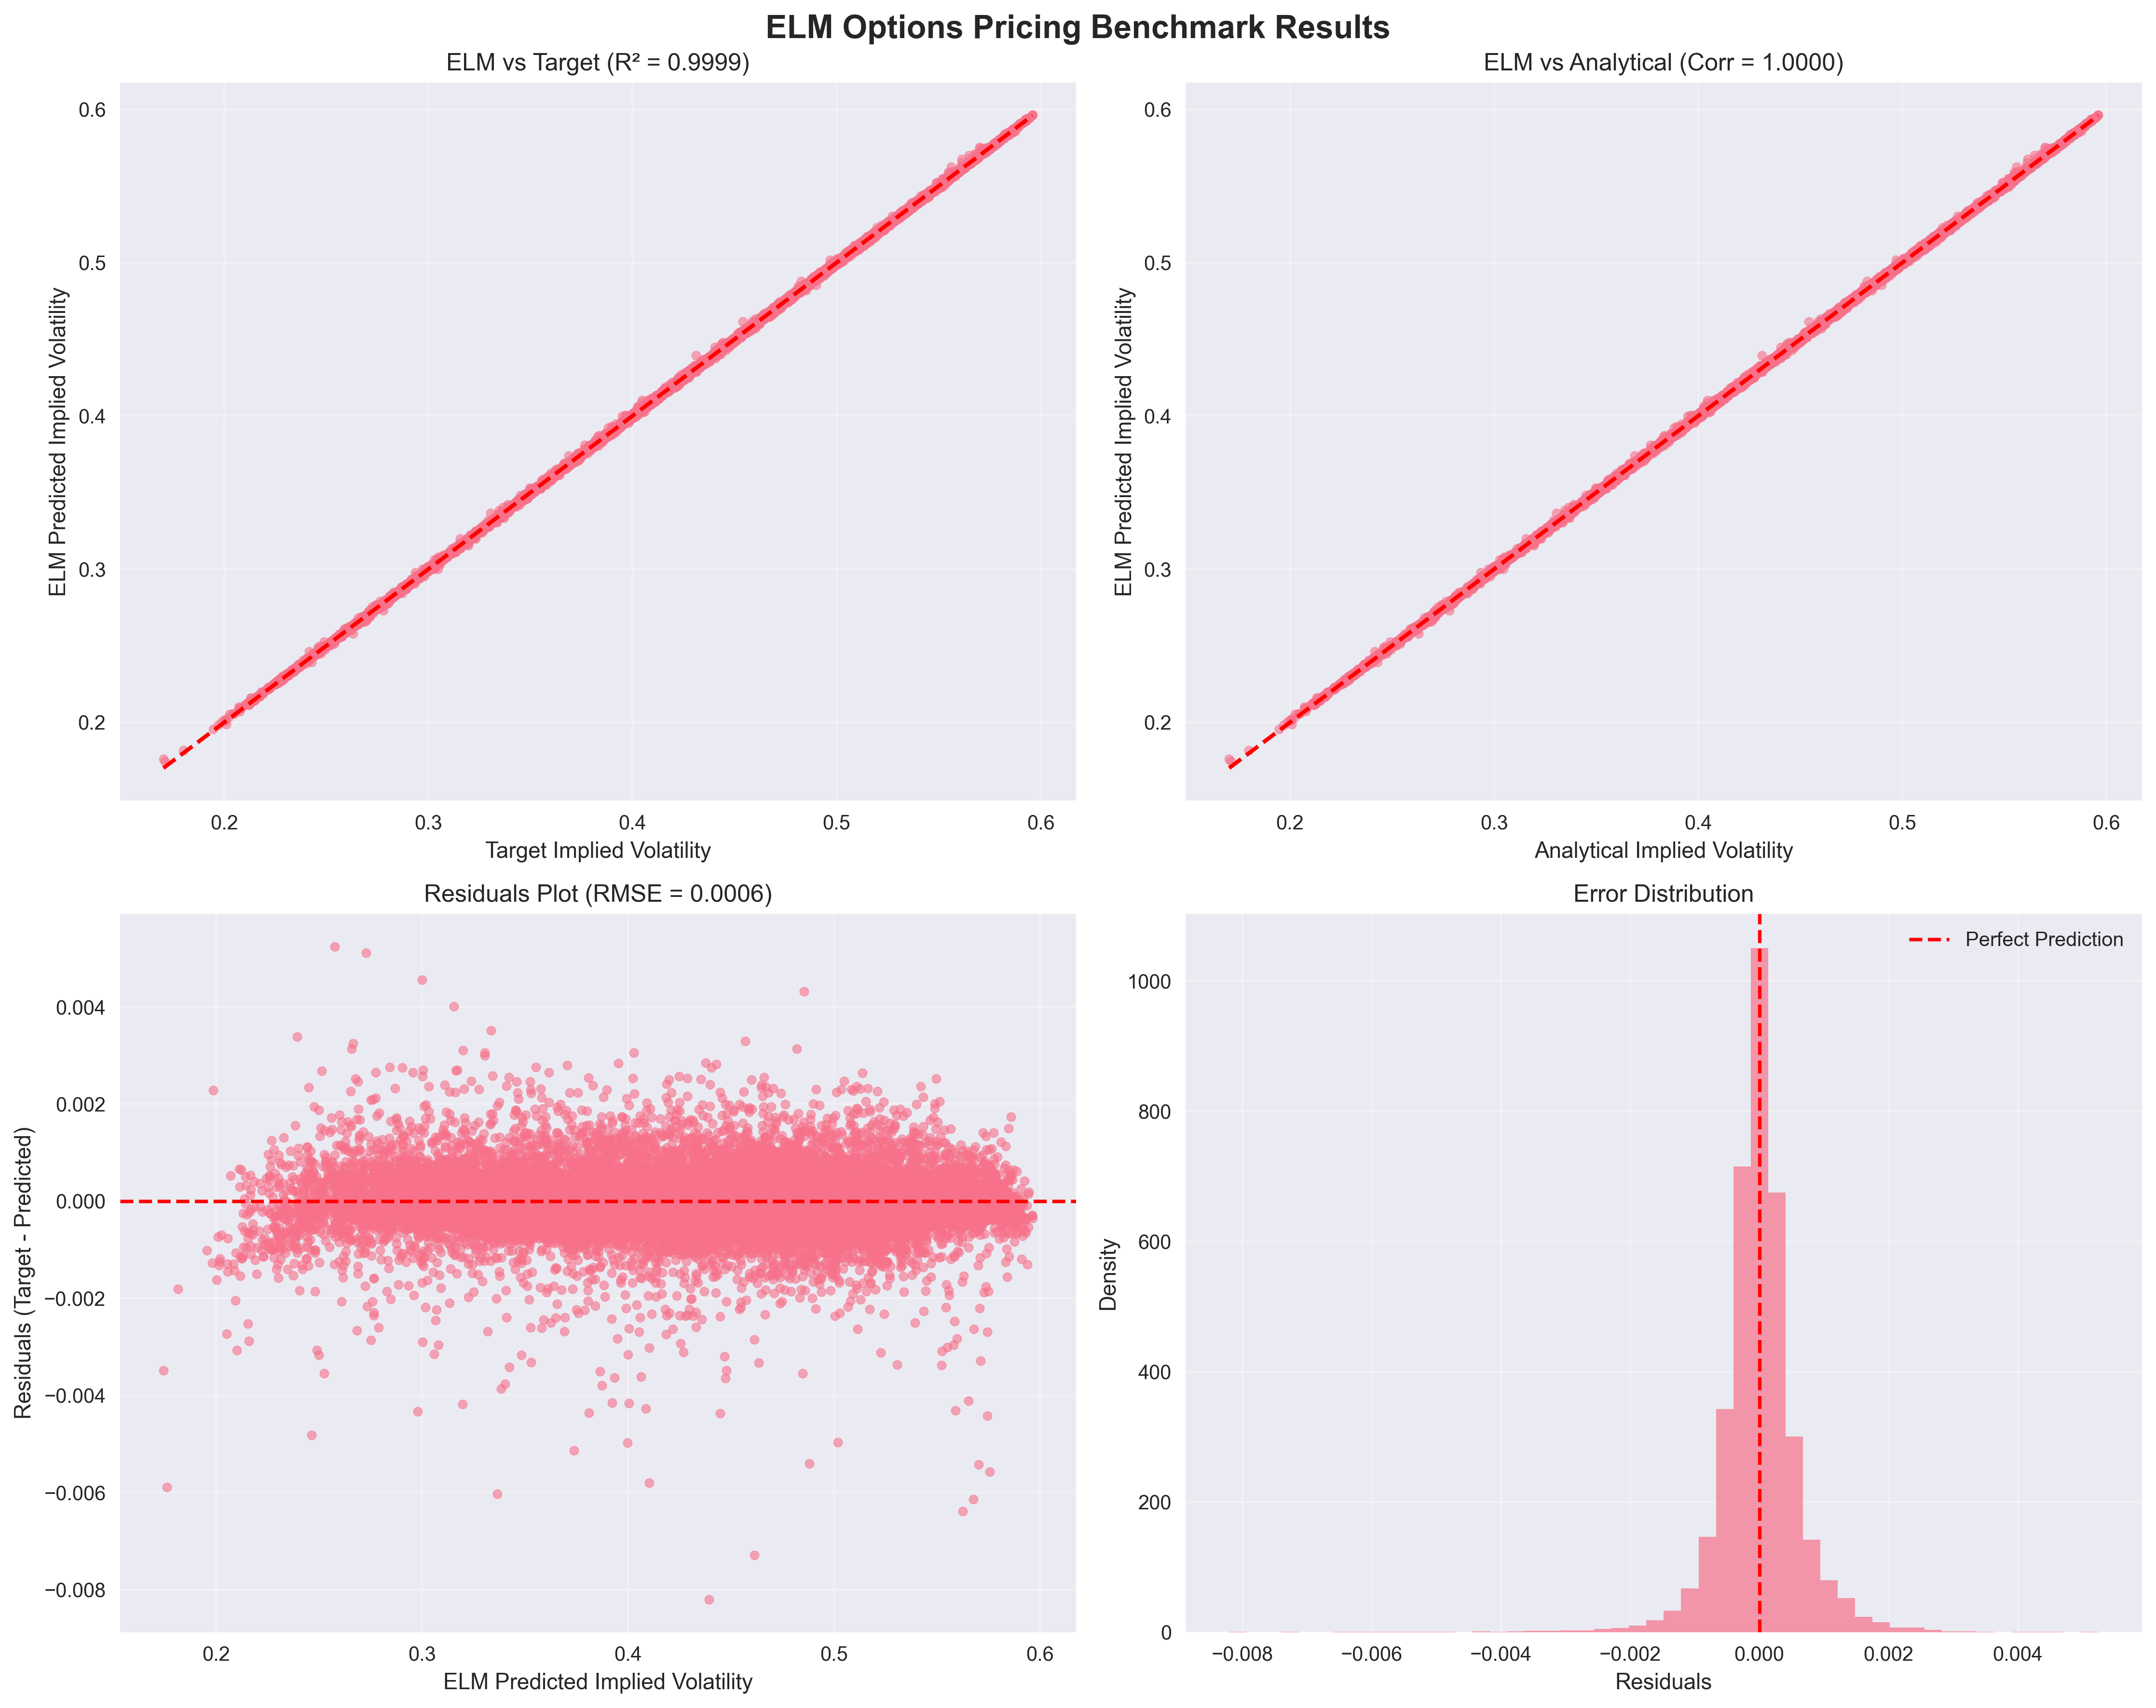 ELM Options Pricing Benchmark Results
ELM vs Target (R² = 0.9999)
ELM Predicted Implied Volatility
0.6
0.5
0.4
0.3
0.2
0.2 0.3 0.4 0.5 0.6
Target Implied Volatility
ELM vs Analytical (Corr = 1.0000)
ELM Predicted Implied Volatility
0.6
0.5
0.4
0.3
0.2
0.2 0.3 0.4 0.5 0.6
Analytical Implied Volatility
Residuals Plot (RMSE = 0.0006)
Residuals (Target - Predicted)
0.004
0.002
0.000
−0.002
−0.004
−0.006
−0.008
0.2 0.3 0.4 0.5 0.6
ELM Predicted Implied Volatility
Error Distribution
Perfect Prediction
Density
1000
800
600
400
200
0
−0.008 −0.006 −0.004 −0.002 0.000 0.002 0.004
Residuals